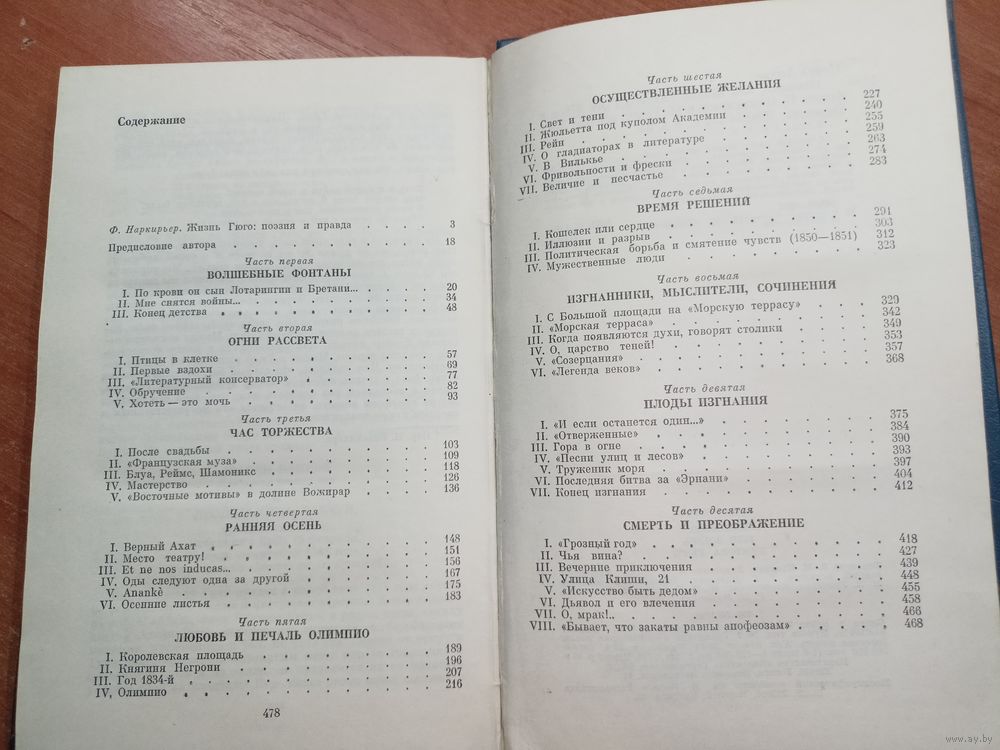 Содержание
Ф. Наркирьер. Жизнь Гюго: поэзия и правда . . . . . 3
Предисловие автора . . . . . . . . . . . 18
Часть первая
ВОЛШЕБНЫЕ ФОНТАНЫ
I. По крови он сын Лотарингии и Бретани... . . . . . 20
II. Мне снятся войны... . . . . . . . . . . 34
III. Конец детства . . . . . . . . . . . . 48
Часть вторая
ОГНИ РАССВЕТА
I. Птицы в клетке . . . . . . . . . . . 57
II. Первые вздохи . . . . . . . . . . . 69
III. «Литературный консерватор» . . . . . . . . 77
IV. Обручение . . . . . . . . . . . . 82
V. Хотеть — это мочь . . . . . . . . . . 93
Часть третья
ЧАС ТОРЖЕСТВА
I. После свадьбы . . . . . . . . . . . 103
II. «Французская муза» . . . . . . . . . . 109
III. Блуа, Реймс, Шамоникс . . . . . . . . . 118
IV. Мастерство . . . . . . . . . . . . 126
V. «Восточные мотивы» в долине Вожирар . . . . . 136
Часть четвертая
РАННЯЯ ОСЕНЬ
I. Верный Ахат . . . . . . . . . . . . 148
II. Место театру! . . . . . . . . . . . 151
III. Et ne nos inducas... . . . . . . . . . . 156
IV. Оды следуют одна за другой . . . . . . . . 167
V. Anankè . . . . . . . . . . . . . 175
VI. Осенние листья . . . . . . . . . . . 183
Часть пятая
ЛЮБОВЬ И ПЕЧАЛЬ ОЛИМПИО
I. Королевская площадь . . . . . . . . . . 189
II. Княгиня Негрони . . . . . . . . . . . 196
III. Год 1834-й . . . . . . . . . . . . 207
IV. Олимпио . . . . . . . . . . . . . 216
478
Часть шестая
ОСУЩЕСТВЛЕННЫЕ ЖЕЛАНИЯ
I. Свет и тени . . . . . . . . . . . . 227
II. Жюльетта под куполом Академии . . . . . . . 240
III. Рейн . . . . . . . . . . . . . . 255
IV. О гладиаторах в литературе . . . . . . . . 259
V. В Вилькье . . . . . . . . . . . . 263
VI. Фривольности и фрески . . . . . . . . . 274
VII. Величие и несчастье . . . . . . . . . . 283
Часть седьмая
ВРЕМЯ РЕШЕНИЙ
I. Кошелек или сердце . . . . . . . . . . 291
II. Иллюзии и разрыв . . . . . . . . . . 303
III. Политическая борьба и смятение чувств (1850—1851) . . 312
IV. Мужественные люди . . . . . . . . . . 323
Часть восьмая
ИЗГНАННИКИ, МЫСЛИТЕЛИ, СОЧИНЕНИЯ
I. С Большой площади на «Морскую террасу» . . . . 329
II. «Морская терраса» . . . . . . . . . . 342
III. Когда появляются духи, говорят столики . . . . . 349
IV. О, царство теней! . . . . . . . . . . . 353
V. «Созерцания» . . . . . . . . . . . . 357
VI. «Легенда веков» . . . . . . . . . . . 368
Часть девятая
ПЛОДЫ ИЗГНАНИЯ
I. «И если останется один...» . . . . . . . . 375
II. «Отверженные» . . . . . . . . . . . 384
III. Гора в огне . . . . . . . . . . . . 390
IV. «Песни улиц и лесов» . . . . . . . . . 393
V. Труженик моря . . . . . . . . . . . 397
VI. Последняя битва за «Эрнани» . . . . . . . 404
VII. Конец изгнания . . . . . . . . . . . 412
Часть десятая
СМЕРТЬ И ПРЕОБРАЖЕНИЕ
I. «Грозный год» . . . . . . . . . . . 418
II. Чья вина? . . . . . . . . . . . . 427
III. Вечерние приключения . . . . . . . . . 439
IV. Улица Клиши, 21 . . . . . . . . . . . 448
V. «Искусство быть дедом» . . . . . . . . . 455
VI. Дьявол и его влечения . . . . . . . . . 458
VII. О, мрак!.. . . . . . . . . . . . . 466
VIII. «Бывает, что закаты равны апофеозам» . . . . . 468
www.ay.by